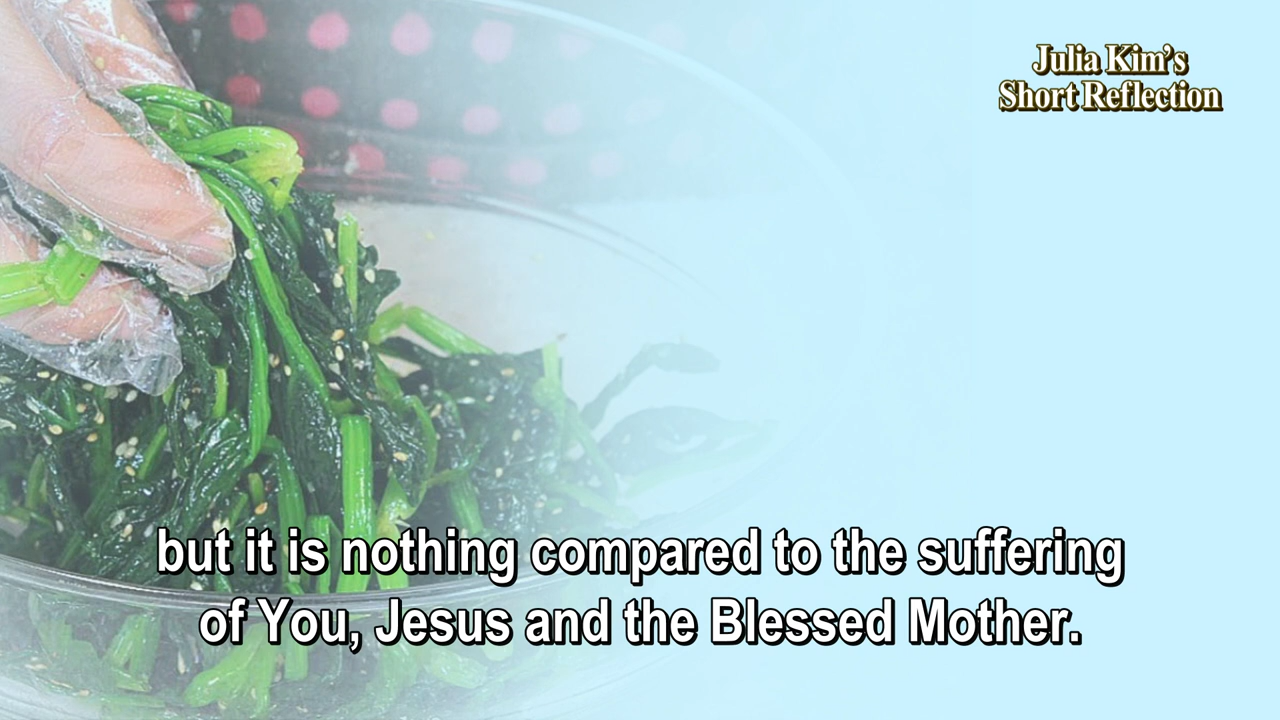 Julia Kim's
Short Reflection
but it is nothing compared to the suffering
of You, Jesus and the Blessed Mother.